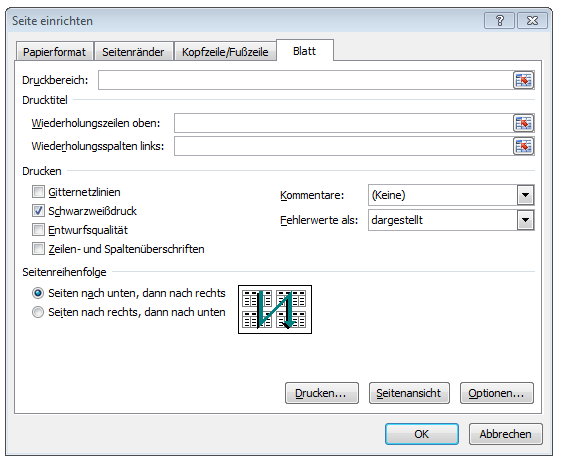 Seite einrichten
Papierformat Seitenränder Kopfzeile/Fußzeile Blatt
Druckbereich:
Drucktitel
Wiederholungszeilen oben:
Wiederholungsspalten links:
Drucken
Gitternetzlinien
Schwarzweißdruck
Entwurfsqualität
Zeilen- und Spaltenüberschriften
Kommentare: (Keine)
Fehlerwerte als: dargestellt
Seitenreihenfolge
Seiten nach unten, dann nach rechts
Seiten nach rechts, dann nach unten
Drucken... Seitenansicht Optionen...
OK Abbrechen